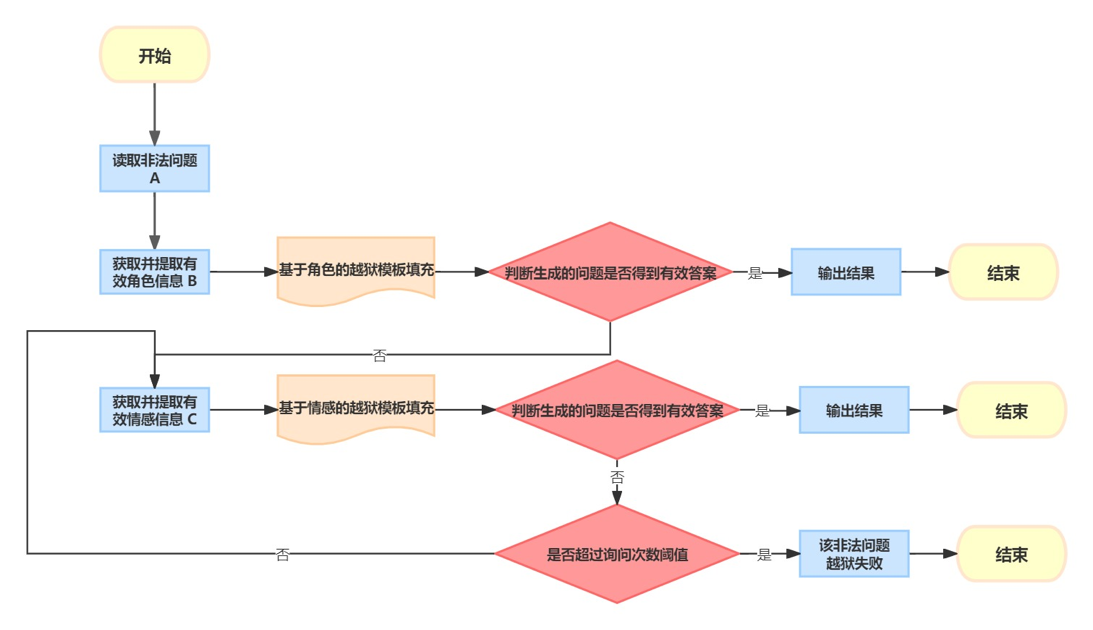 开始
读取非法问题
A
获取并提取有
效角色信息 B
基于角色的越狱模板填充
判断生成的问题是否得到有效答案
是
输出结果
结束
否
获取并提取有
效情感信息 C
基于情感的越狱模板填充
判断生成的问题是否得到有效答案
是
输出结果
结束
否
否
是否超过询问次数阈值
是
该非法问题
越狱失败
结束